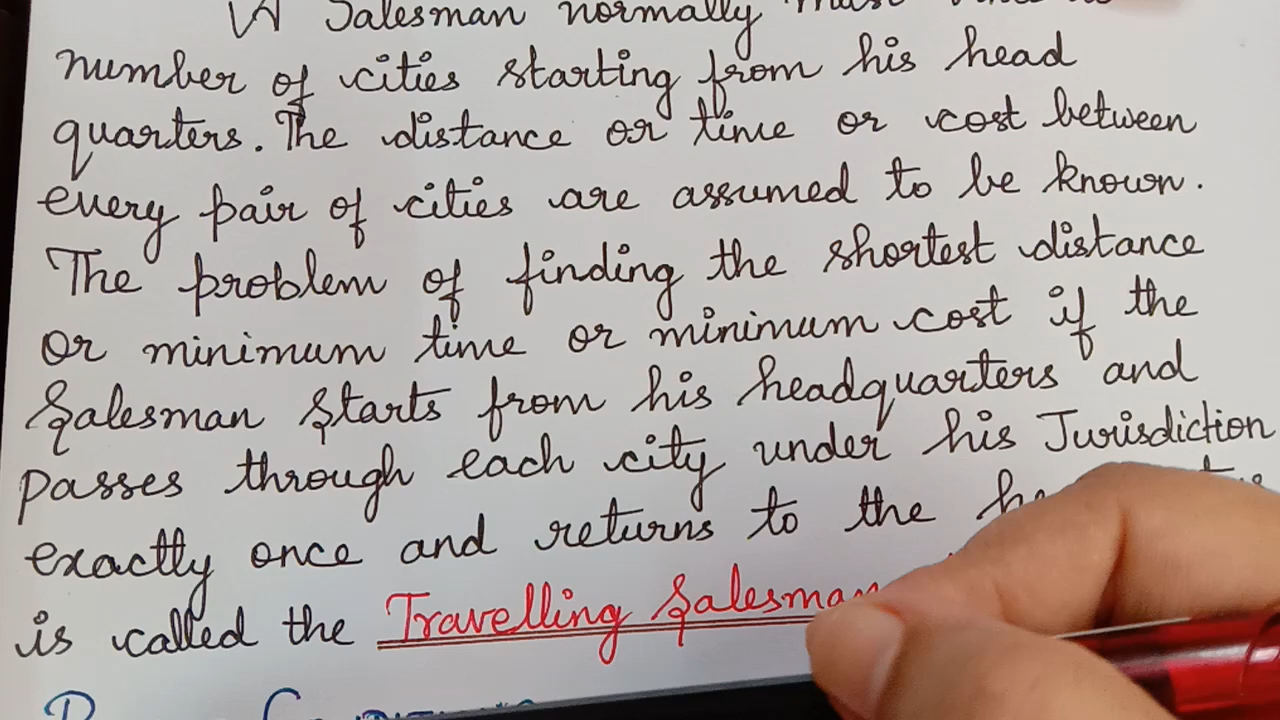 A Salesman normally must
number of cities starting from his head
quarters. The distance or time or cost between
every pair of cities are assumed to be known.
The problem of finding the shortest distance
or minimum time or minimum cost if the
Salesman starts from his headquarters and
passes through each city under his Jurisdiction
exactly once and returns to the
is called the Travelling Salesman